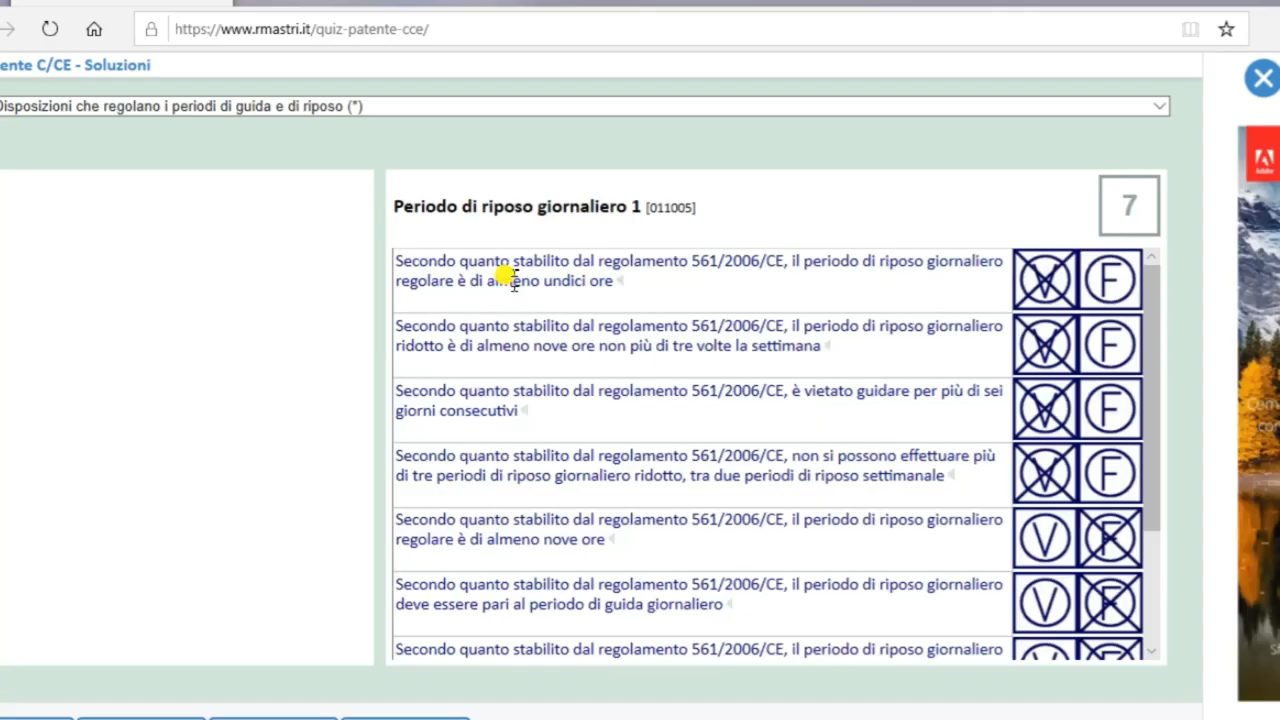 https://www.rmastri.it/quiz-patente-cce/
ente C/CE - Soluzioni
Disposizioni che regolano i periodi di guida e di riposo (*)
Periodo di riposo giornaliero 1 [011005]
7
Secondo quanto stabilito dal regolamento 561/2006/CE, il periodo di riposo giornaliero
regolare è di almeno undici ore
V F
Secondo quanto stabilito dal regolamento 561/2006/CE, il periodo di riposo giornaliero
ridotto è di almeno nove ore non più di tre volte la settimana
V F
Secondo quanto stabilito dal regolamento 561/2006/CE, è vietato guidare per più di sei
giorni consecutivi
V F
Secondo quanto stabilito dal regolamento 561/2006/CE, non si possono effettuare più
di tre periodi di riposo giornaliero ridotto, tra due periodi di riposo settimanale
V F
Secondo quanto stabilito dal regolamento 561/2006/CE, il periodo di riposo giornaliero
regolare è di almeno nove ore
V F
Secondo quanto stabilito dal regolamento 561/2006/CE, il periodo di riposo giornaliero
deve essere pari al periodo di guida giornaliero
V F
Secondo quanto stabilito dal regolamento 561/2006/CE, il periodo di riposo giornaliero
V F
Adobe